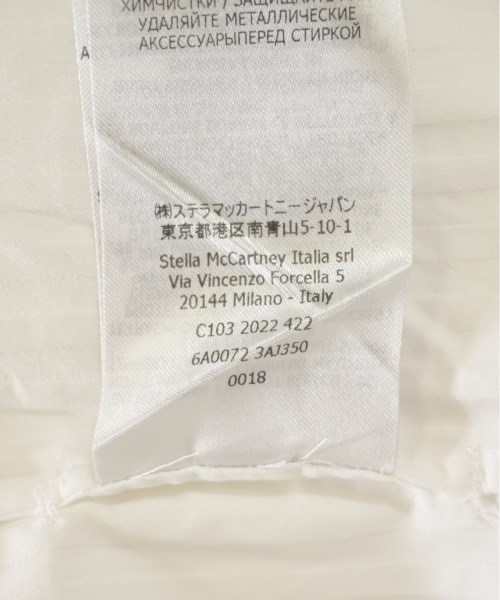 ХИМЧИСТКИ / ЗАЩИЩАЙТЕ ИЛИ
УДАЛЯЙТЕ МЕТАЛЛИЧЕСКИЕ
АКСЕССУАРЫПЕРЕД СТИРКОЙ
A
㈱ステラマッカートニージャパン
東京都港区南青山5-10-1
Stella McCartney Italia srl
Via Vincenzo Forcella 5
20144 Milano - Italy
C103 2022 422
6A0072 3AJ350
0018